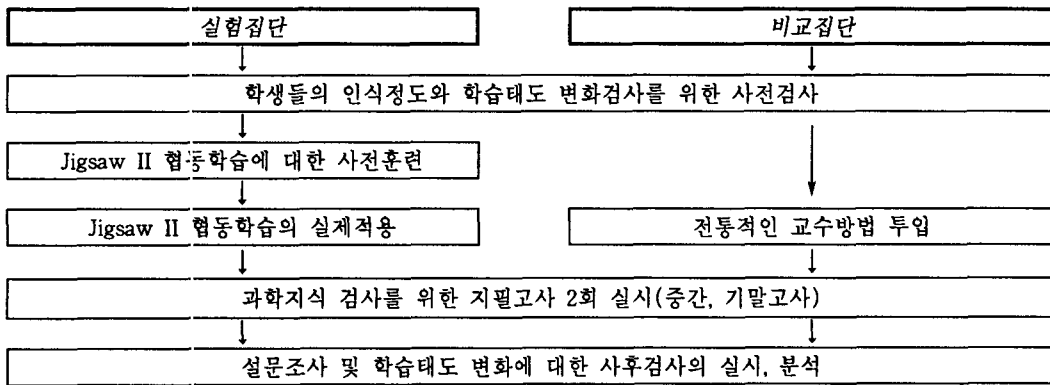 실험집단
비교집단
학생들의 인식정도와 학습태도 변화검사를 위한 사전검사
Jigsaw II 협동학습에 대한 사전훈련
Jigsaw II 협동학습의 실제적용
전통적인 교수방법 투입
과학지식 검사를 위한 지필고사 2회 실시(중간, 기말고사)
설문조사 및 학습태도 변화에 대한 사후검사의 실시, 분석